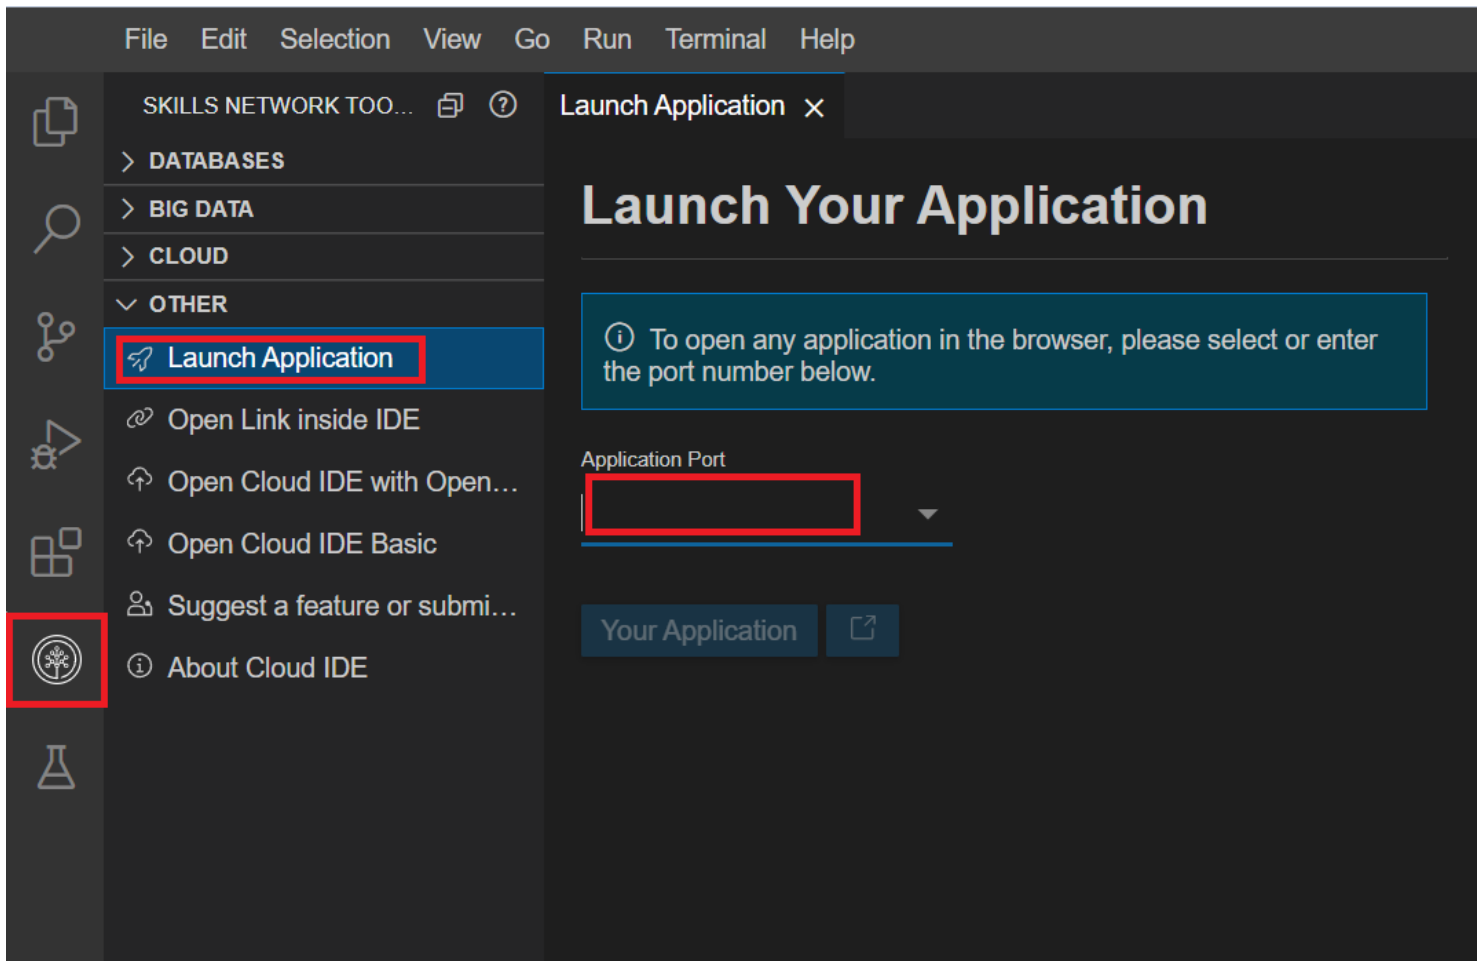 File Edit Selection View Go Run Terminal Help
SKILLS NETWORK TOO...
DATABASES
BIG DATA
CLOUD
OTHER
Launch Application
Open Link inside IDE
Open Cloud IDE with Open...
Open Cloud IDE Basic
Suggest a feature or submi...
About Cloud IDE
Launch Application
Launch Your Application
To open any application in the browser, please select or enter
the port number below.
Application Port
Your Application